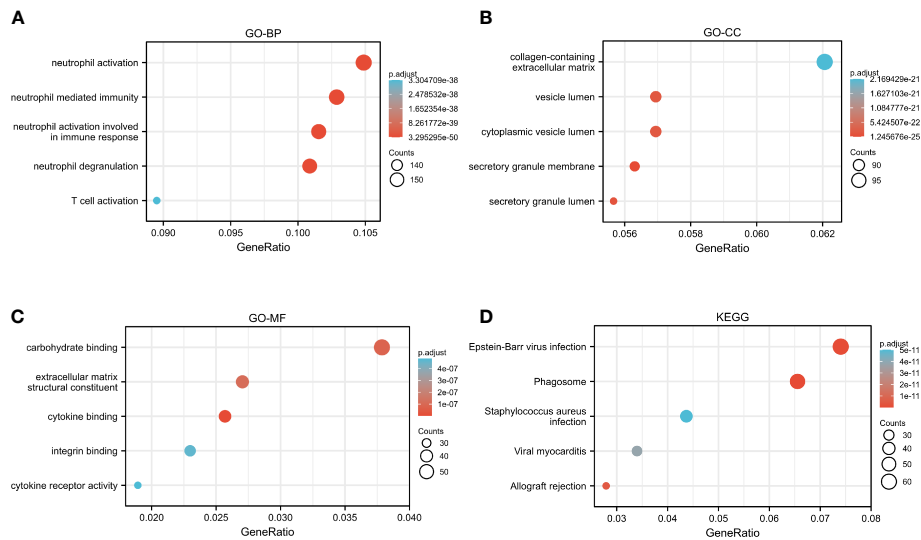 A
GO-BP
neutrophil activation
neutrophil mediated immunity
neutrophil activation involved
in immune response
neutrophil degranulation
T cell activation
0.090
0.095
0.100
0.105
GeneRatio
p.adjust
3.304709e-38
2.478532e-38
1.652354e-38
8.261772e-39
3.295295e-50
Counts
140
150
B
GO-CC
collagen-containing
extracellular matrix
vesicle lumen
cytoplasmic vesicle lumen
secretory granule membrane
secretory granule lumen
0.056
0.058
0.060
0.062
GeneRatio
p.adjust
2.169429e-21
1.627103e-21
1.084777e-21
5.424507e-22
1.245676e-25
Counts
90
95
C
GO-MF
carbohydrate binding
extracellular matrix
structural constituent
cytokine binding
integrin binding
cytokine receptor activity
0.020
0.025
0.030
0.035
0.040
GeneRatio
p.adjust
4e-07
3e-07
2e-07
1e-07
Counts
30
40
50
D
KEGG
Epstein-Barr virus infection
Phagosome
Staphylococcus aureus
infection
Viral myocarditis
Allograft rejection
0.03
0.04
0.05
0.06
0.07
0.08
GeneRatio
p.adjust
5e-11
4e-11
3e-11
2e-11
1e-11
Counts
30
40
50
60